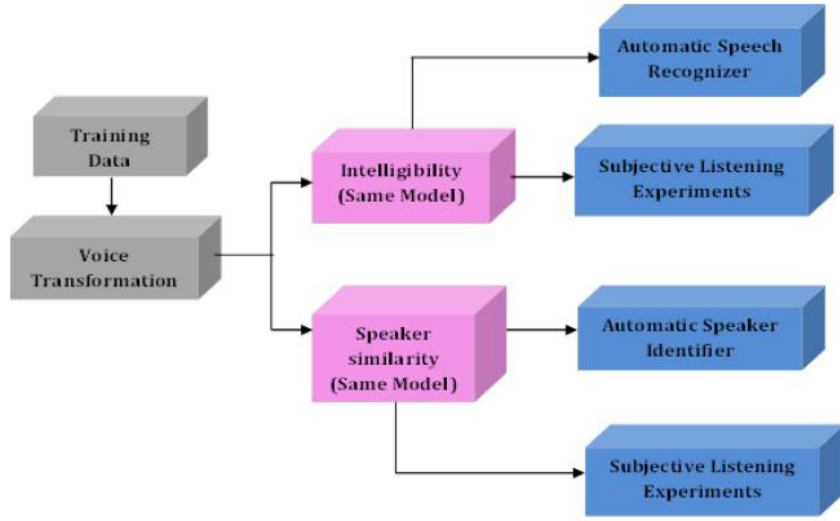 Training
Data
Voice
Transformation
Intelligibility
(Same Model)
Speaker
similarity
(Same Model)
Automatic Speech
Recognizer
Subjective Listening
Experiments
Automatic Speaker
Identifier
Subjective Listening
Experiments